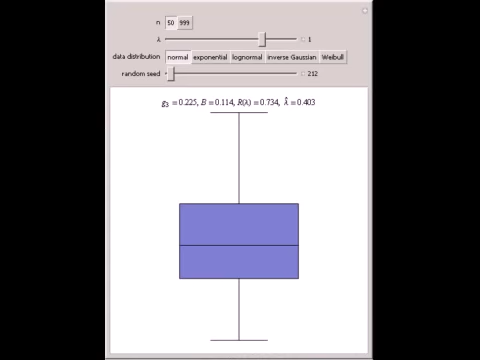 n 50 999
λ 1
data distribution normal exponential lognormal inverse Gaussian Weibull
random seed 212
g₃ = 0.225, B = 0.114, R(λ) = 0.734, λ̂ = 0.403